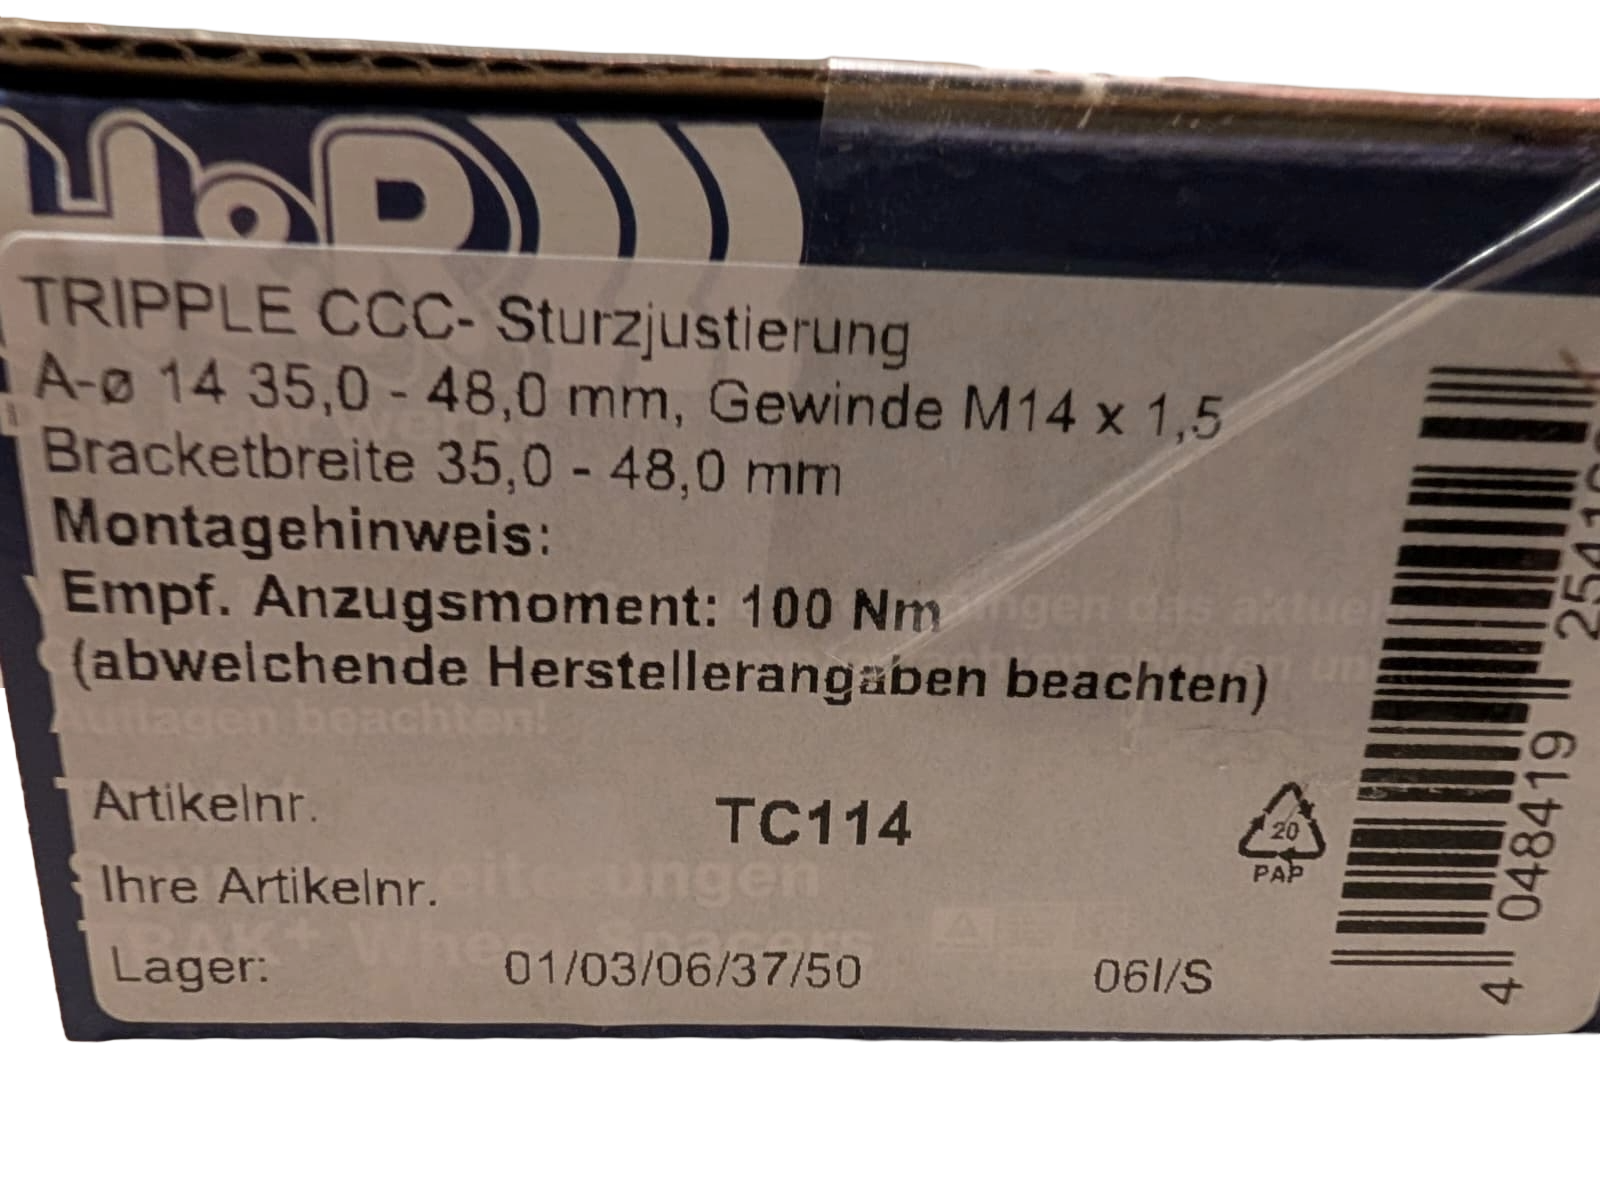 H&R
TRIPPLE CCC- Sturzjustierung
A-ø 14 35,0 - 48,0 mm, Gewinde M14 x 1,5
Bracketbreite 35,0 - 48,0 mm
Montagehinweis:
Empf. Anzugsmoment: 100 Nm
(abweichende Herstellerangaben beachten)
Auflagen beachten!
Artikelnr. TC114
Ihre Artikelnr.
Lager: 01/03/06/37/50 06I/S
20
PAP
4 048419